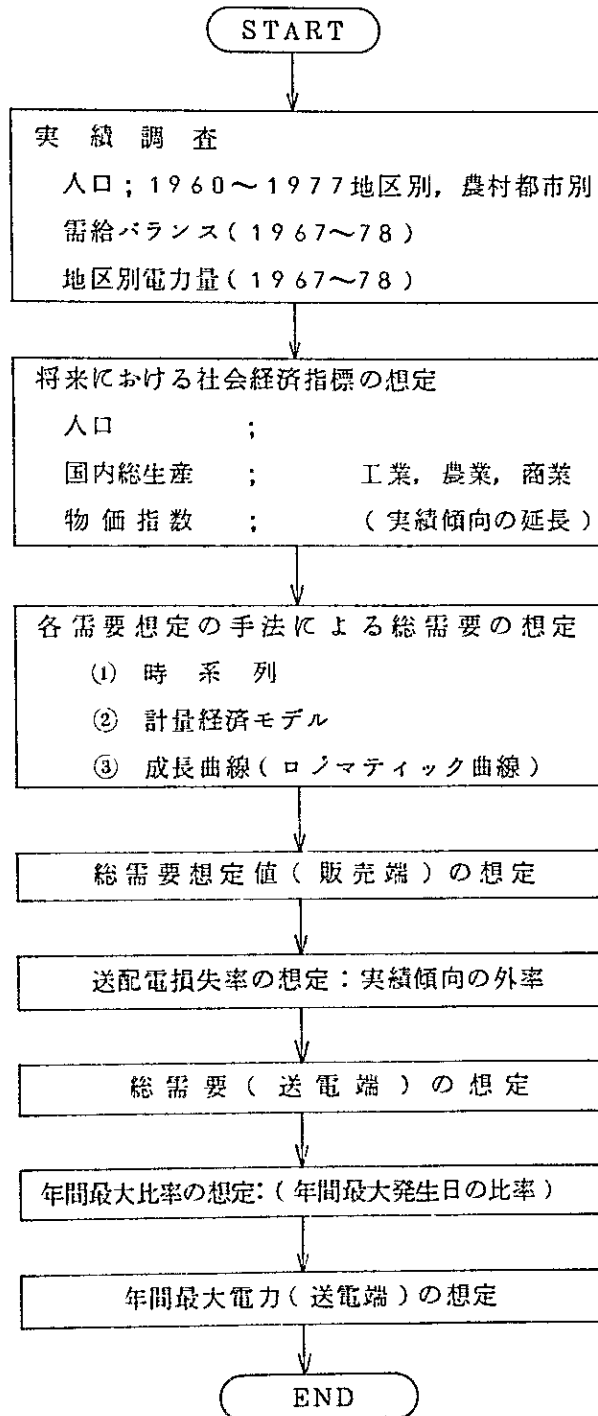 START
実績調査
人口；1960～1977地区別，農村都市別
需給バランス（1967～78）
地区別電力量（1967～78）
将来における社会経済指標の想定
人口　；
国内総生産　；　工業，農業，商業
物価指数　；　（実績傾向の延長）
各需要想定の手法による総需要の想定
(1) 時系列
② 計量経済モデル
③ 成長曲線（ロジマティック曲線）
総需要想定値（販売端）の想定
送配電損失率の想定：実績傾向の外率
総需要（送電端）の想定
年間最大比率の想定：（年間最大発生日の比率）
年間最大電力（送電端）の想定
END